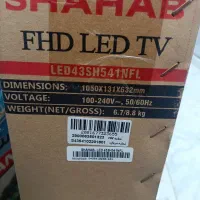 SHAHAB
FHD LED TV
LED43SH541NFL
DIMENSIONS: 1050X131X632mm
VOLTAGE: 100-240V~, 50/60Hz
WEIGHT(NET/GROSS): 6.7/8.8 kg